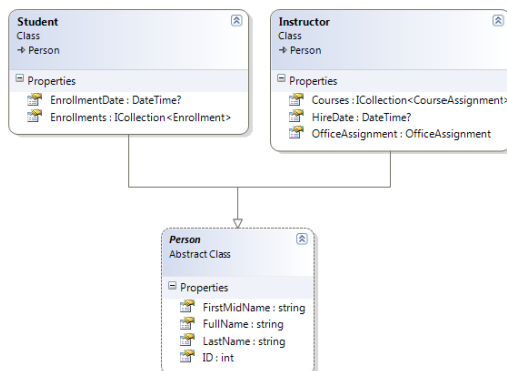 Student
Class
Person
Properties
EnrollmentDate : DateTime?
Enrollments : ICollection<Enrollment>
Instructor
Class
Person
Properties
Courses : ICollection<CourseAssignment>
HireDate : DateTime?
OfficeAssignment : OfficeAssignment
Person
Abstract Class
Properties
FirstMidName : string
FullName : string
LastName : string
ID : int